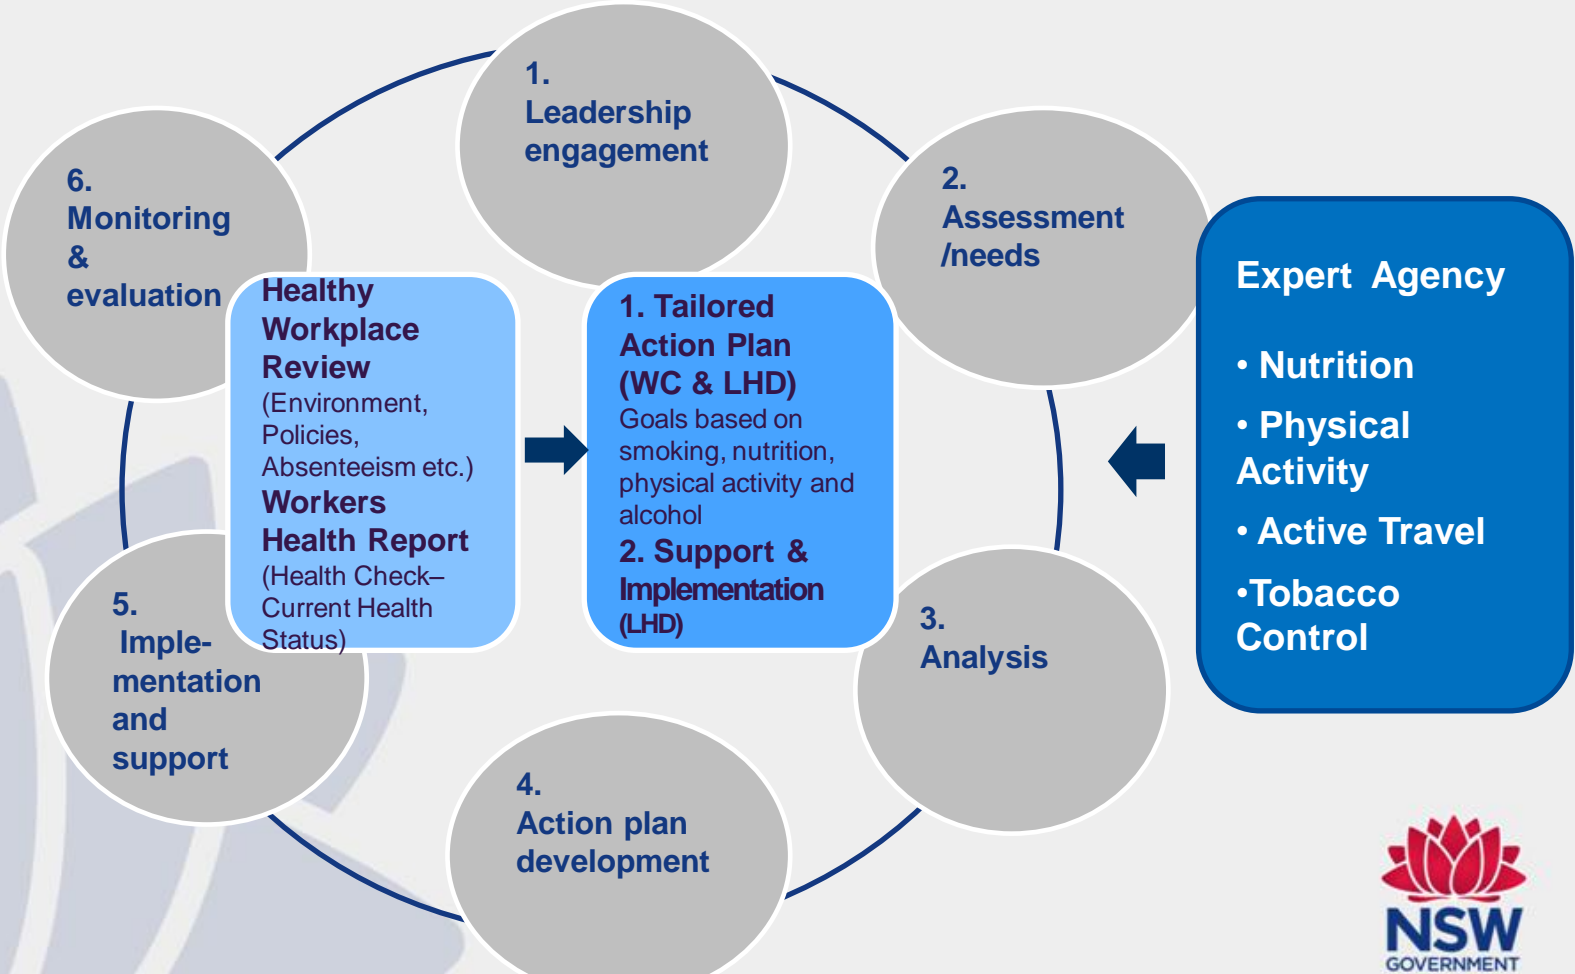 1.
Leadership
engagement
2.
Assessment
/needs
3.
Analysis
4.
Action plan
development
5.
Imple-
mentation
and
support
6.
Monitoring
&
evaluation
Healthy
Workplace
Review
(Environment,
Policies,
Absenteeism etc.)
Workers
Health Report
(Health Check–
Current Health
Status)
1. Tailored
Action Plan
(WC & LHD)
Goals based on
smoking, nutrition,
physical activity and
alcohol
2. Support &
Implementation
(LHD)
Expert Agency
• Nutrition
• Physical
Activity
• Active Travel
•Tobacco
Control
NSW
GOVERNMENT